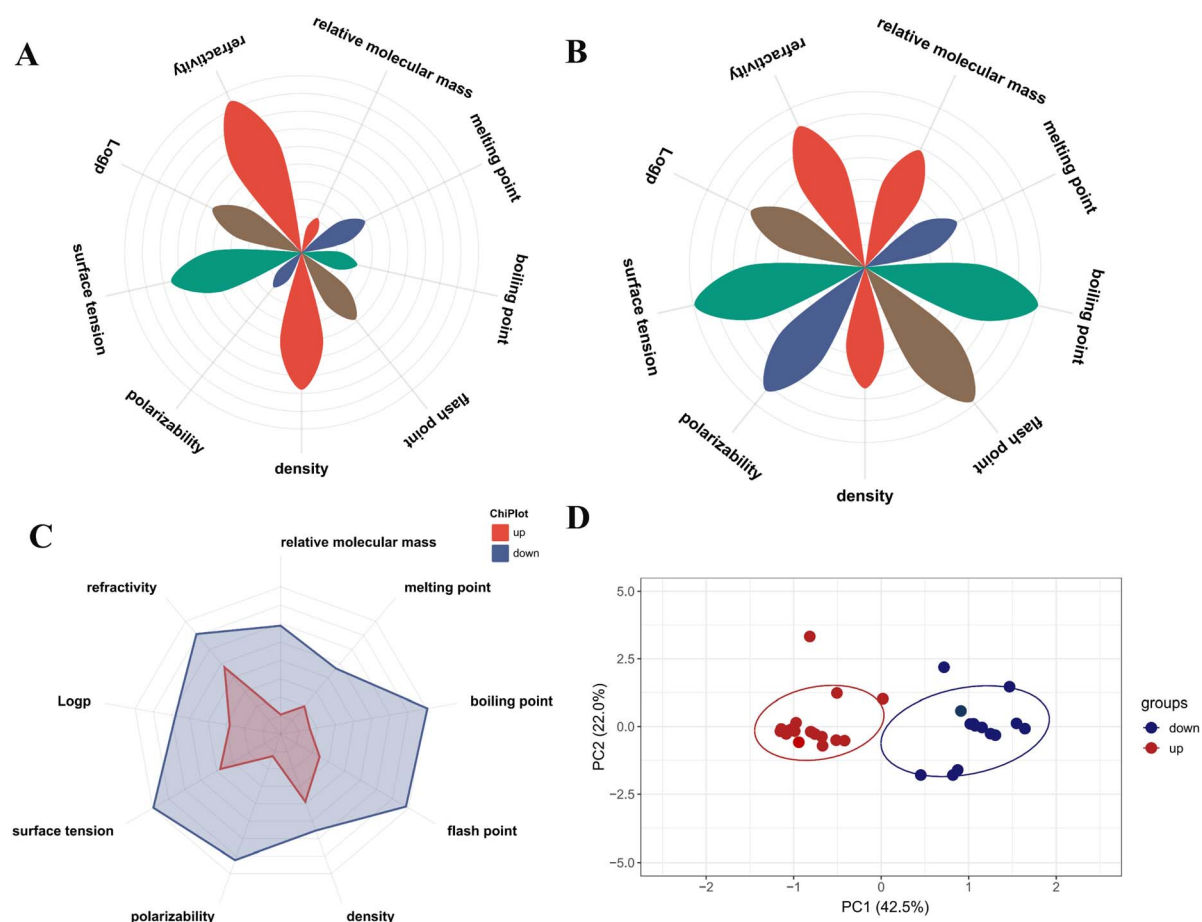 A
refractivity
relative molecular mass
melting point
boiling point
flash point
density
polarizability
surface tension
Logp
B
refractivity
relative molecular mass
melting point
boiling point
flash point
density
polarizability
surface tension
Logp
C
ChiPlot
up
down
relative molecular mass
melting point
boiling point
flash point
density
polarizability
surface tension
Logp
refractivity
D
5.0
2.5
0.0
−2.5
−5.0
PC2 (22.0%)
−2
−1
0
1
2
PC1 (42.5%)
groups
down
up